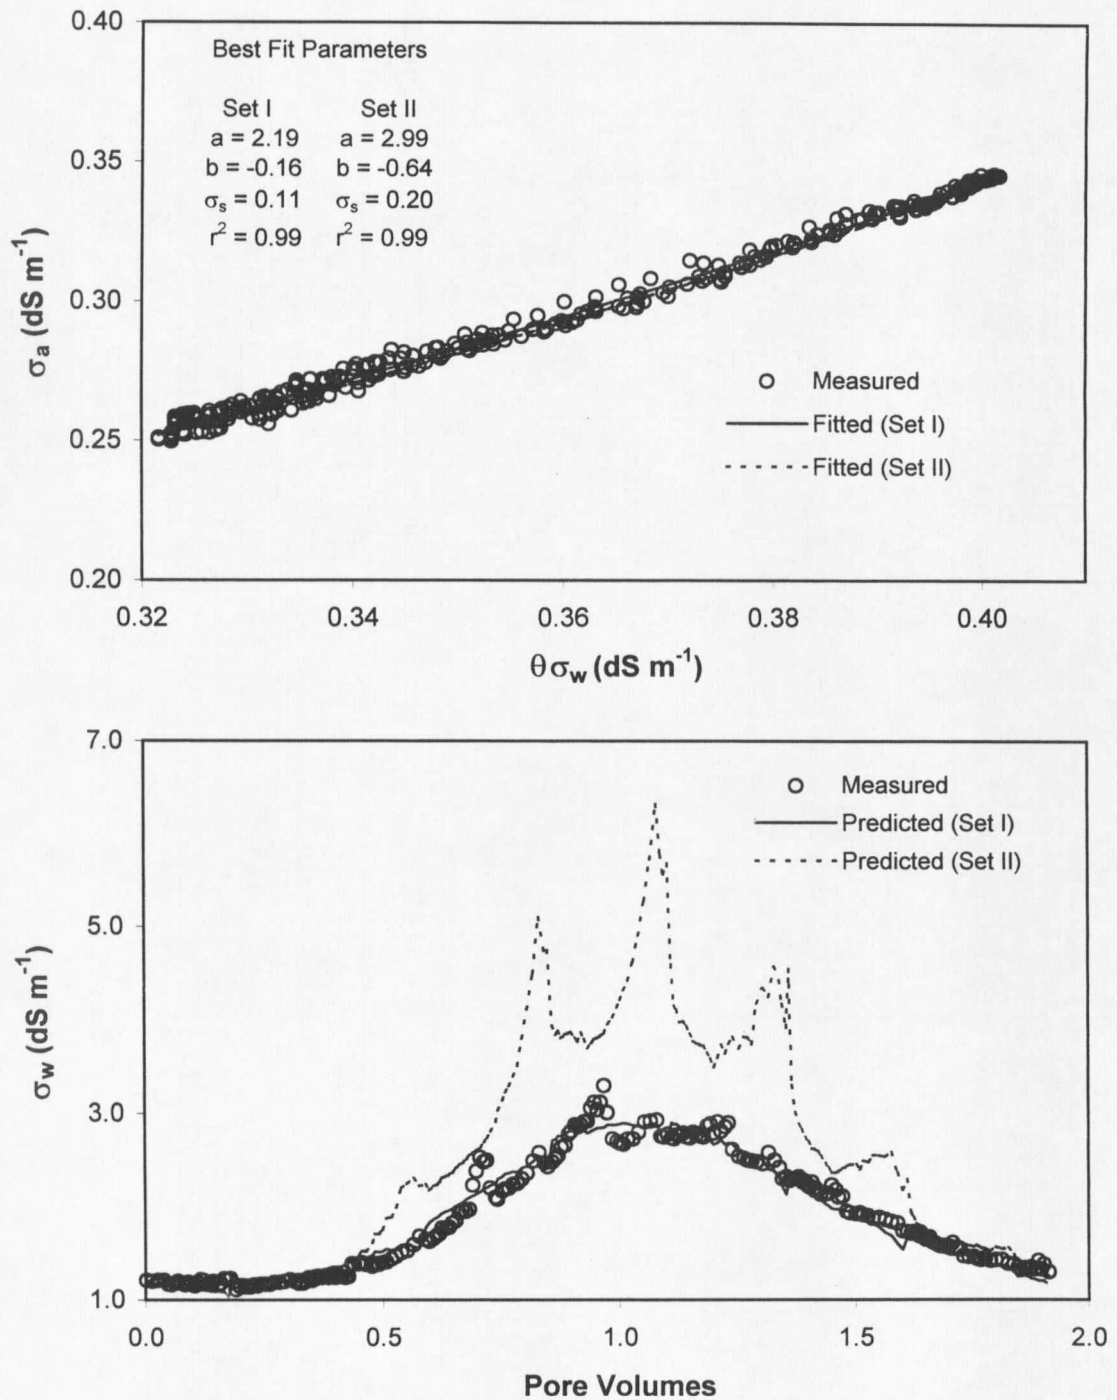 Best Fit Parameters
Set I Set II
a = 2.19 a = 2.99
b = -0.16 b = -0.64
σs = 0.11 σs = 0.20
r² = 0.99 r² = 0.99
0.40
0.35
0.30
0.25
0.20
σa (dS m⁻¹)
Measured
Fitted (Set I)
Fitted (Set II)
0.32 0.34 0.36 0.38 0.40
θσw (dS m⁻¹)
7.0
5.0
3.0
1.0
σw (dS m⁻¹)
Measured
Predicted (Set I)
Predicted (Set II)
0.0 0.5 1.0 1.5 2.0
Pore Volumes